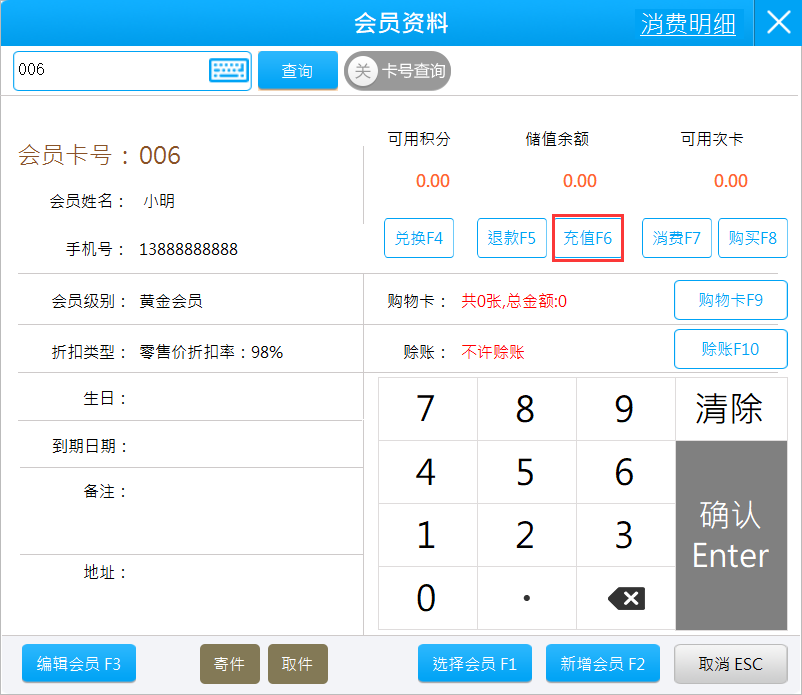 会员资料 消费明细
006 查询 关 卡号查询
会员卡号：006
会员姓名： 小明
手机号： 13888888888
可用积分 储值余额 可用次卡
0.00 0.00 0.00
兑换F4 退款F5 充值F6 消费F7 购买F8
会员级别： 黄金会员
购物卡： 共0张,总金额:0 购物卡F9
折扣类型： 零售价折扣率：98%
赊账： 不许赊账 赊账F10
生日：
到期日期：
备注：
地址：
7 8 9 清除
4 5 6
1 2 3
0 .
确认
Enter
编辑会员 F3 寄件 取件 选择会员 F1 新增会员 F2 取消 ESC